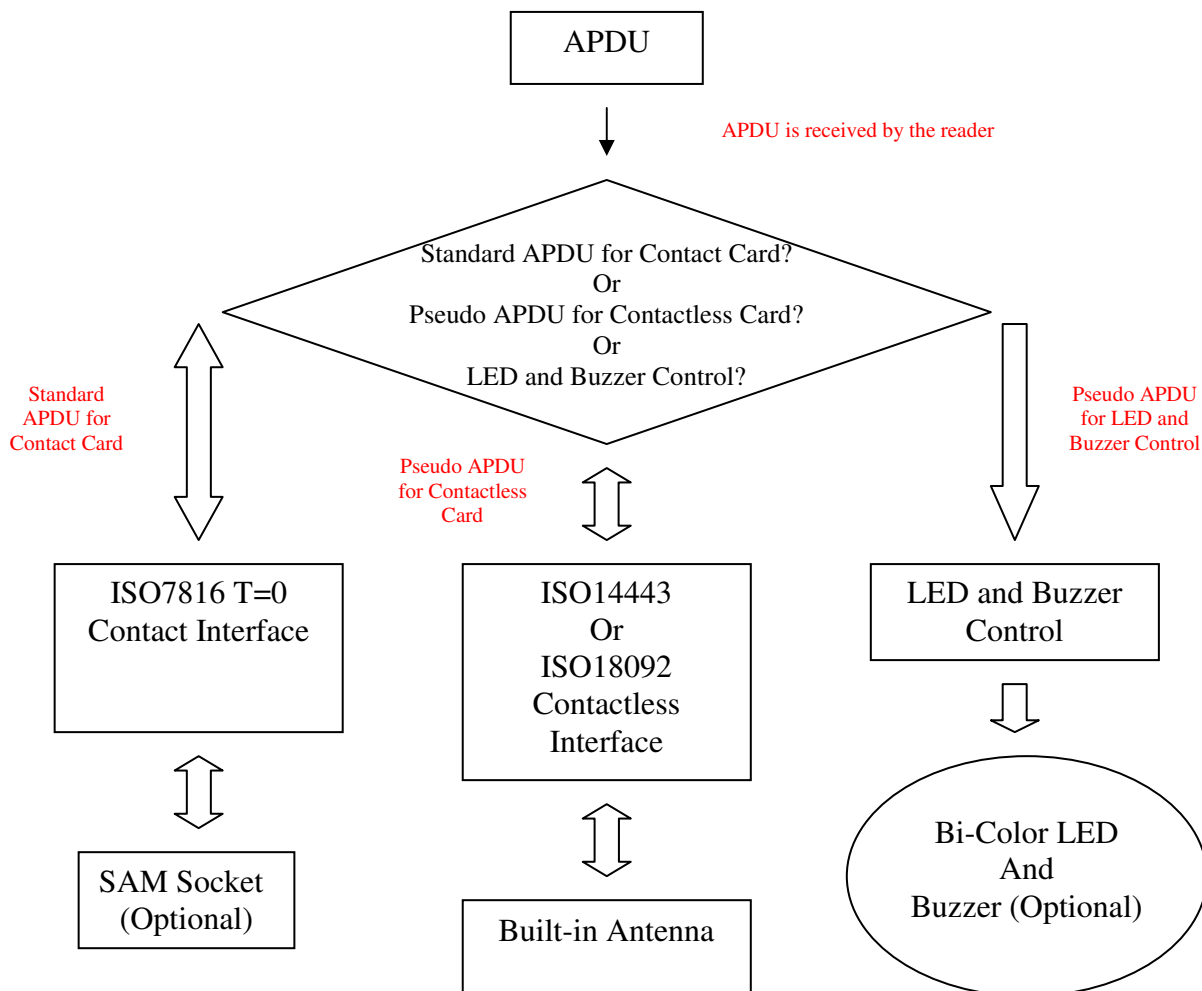 APDU
APDU is received by the reader
Standard APDU for Contact Card?
Or
Pseudo APDU for Contactless Card?
Or
LED and Buzzer Control?
Standard
APDU for
Contact Card
Pseudo APDU
for Contactless
Card
Pseudo APDU
for LED and
Buzzer Control
ISO7816 T=0
Contact Interface
ISO14443
Or
ISO18092
Contactless
Interface
LED and Buzzer
Control
SAM Socket
(Optional)
Built-in Antenna
Bi-Color LED
And
Buzzer (Optional)